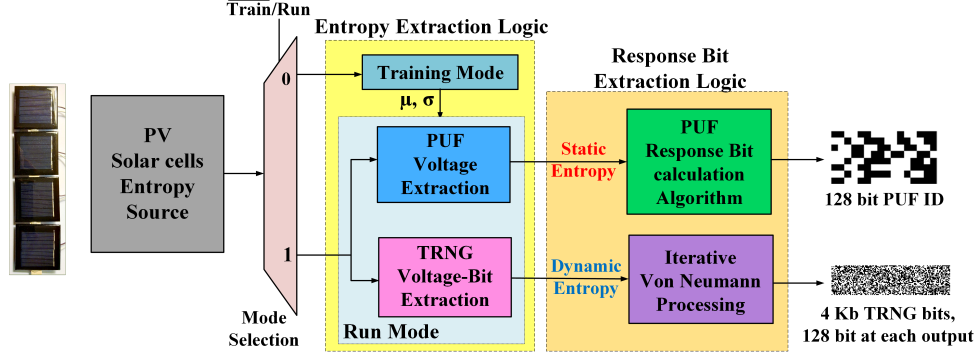 Train/Run
Entropy Extraction Logic
Response Bit
Extraction Logic
0
Training Mode
μ, σ
PV
Solar cells
Entropy
Source
PUF
Voltage
Extraction
Static
Entropy
PUF
Response Bit
calculation
Algorithm
128 bit PUF ID
1
TRNG
Voltage-Bit
Extraction
Dynamic
Entropy
Iterative
Von Neumann
Processing
Run Mode
Mode
Selection
4 Kb TRNG bits,
128 bit at each output